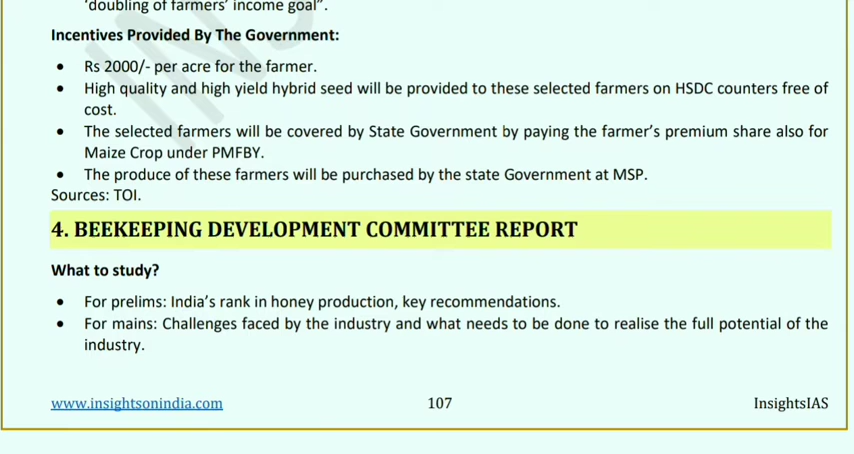 'doubling of farmers' income goal".
Incentives Provided By The Government:
• Rs 2000/- per acre for the farmer.
• High quality and high yield hybrid seed will be provided to these selected farmers on HSDC counters free of
cost.
• The selected farmers will be covered by State Government by paying the farmer's premium share also for
Maize Crop under PMFBY.
• The produce of these farmers will be purchased by the state Government at MSP.
Sources: TOI.
4. BEEKEEPING DEVELOPMENT COMMITTEE REPORT
What to study?
• For prelims: India's rank in honey production, key recommendations.
• For mains: Challenges faced by the industry and what needs to be done to realise the full potential of the
industry.
www.insightsonindia.com 107 InsightsIAS